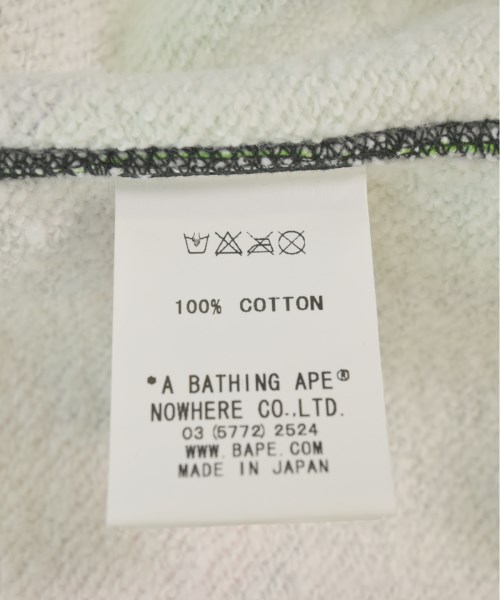 100% COTTON
*A BATHING APE®
NOWHERE CO.,LTD.
03 (5772) 2524
WWW.BAPE.COM
MADE IN JAPAN